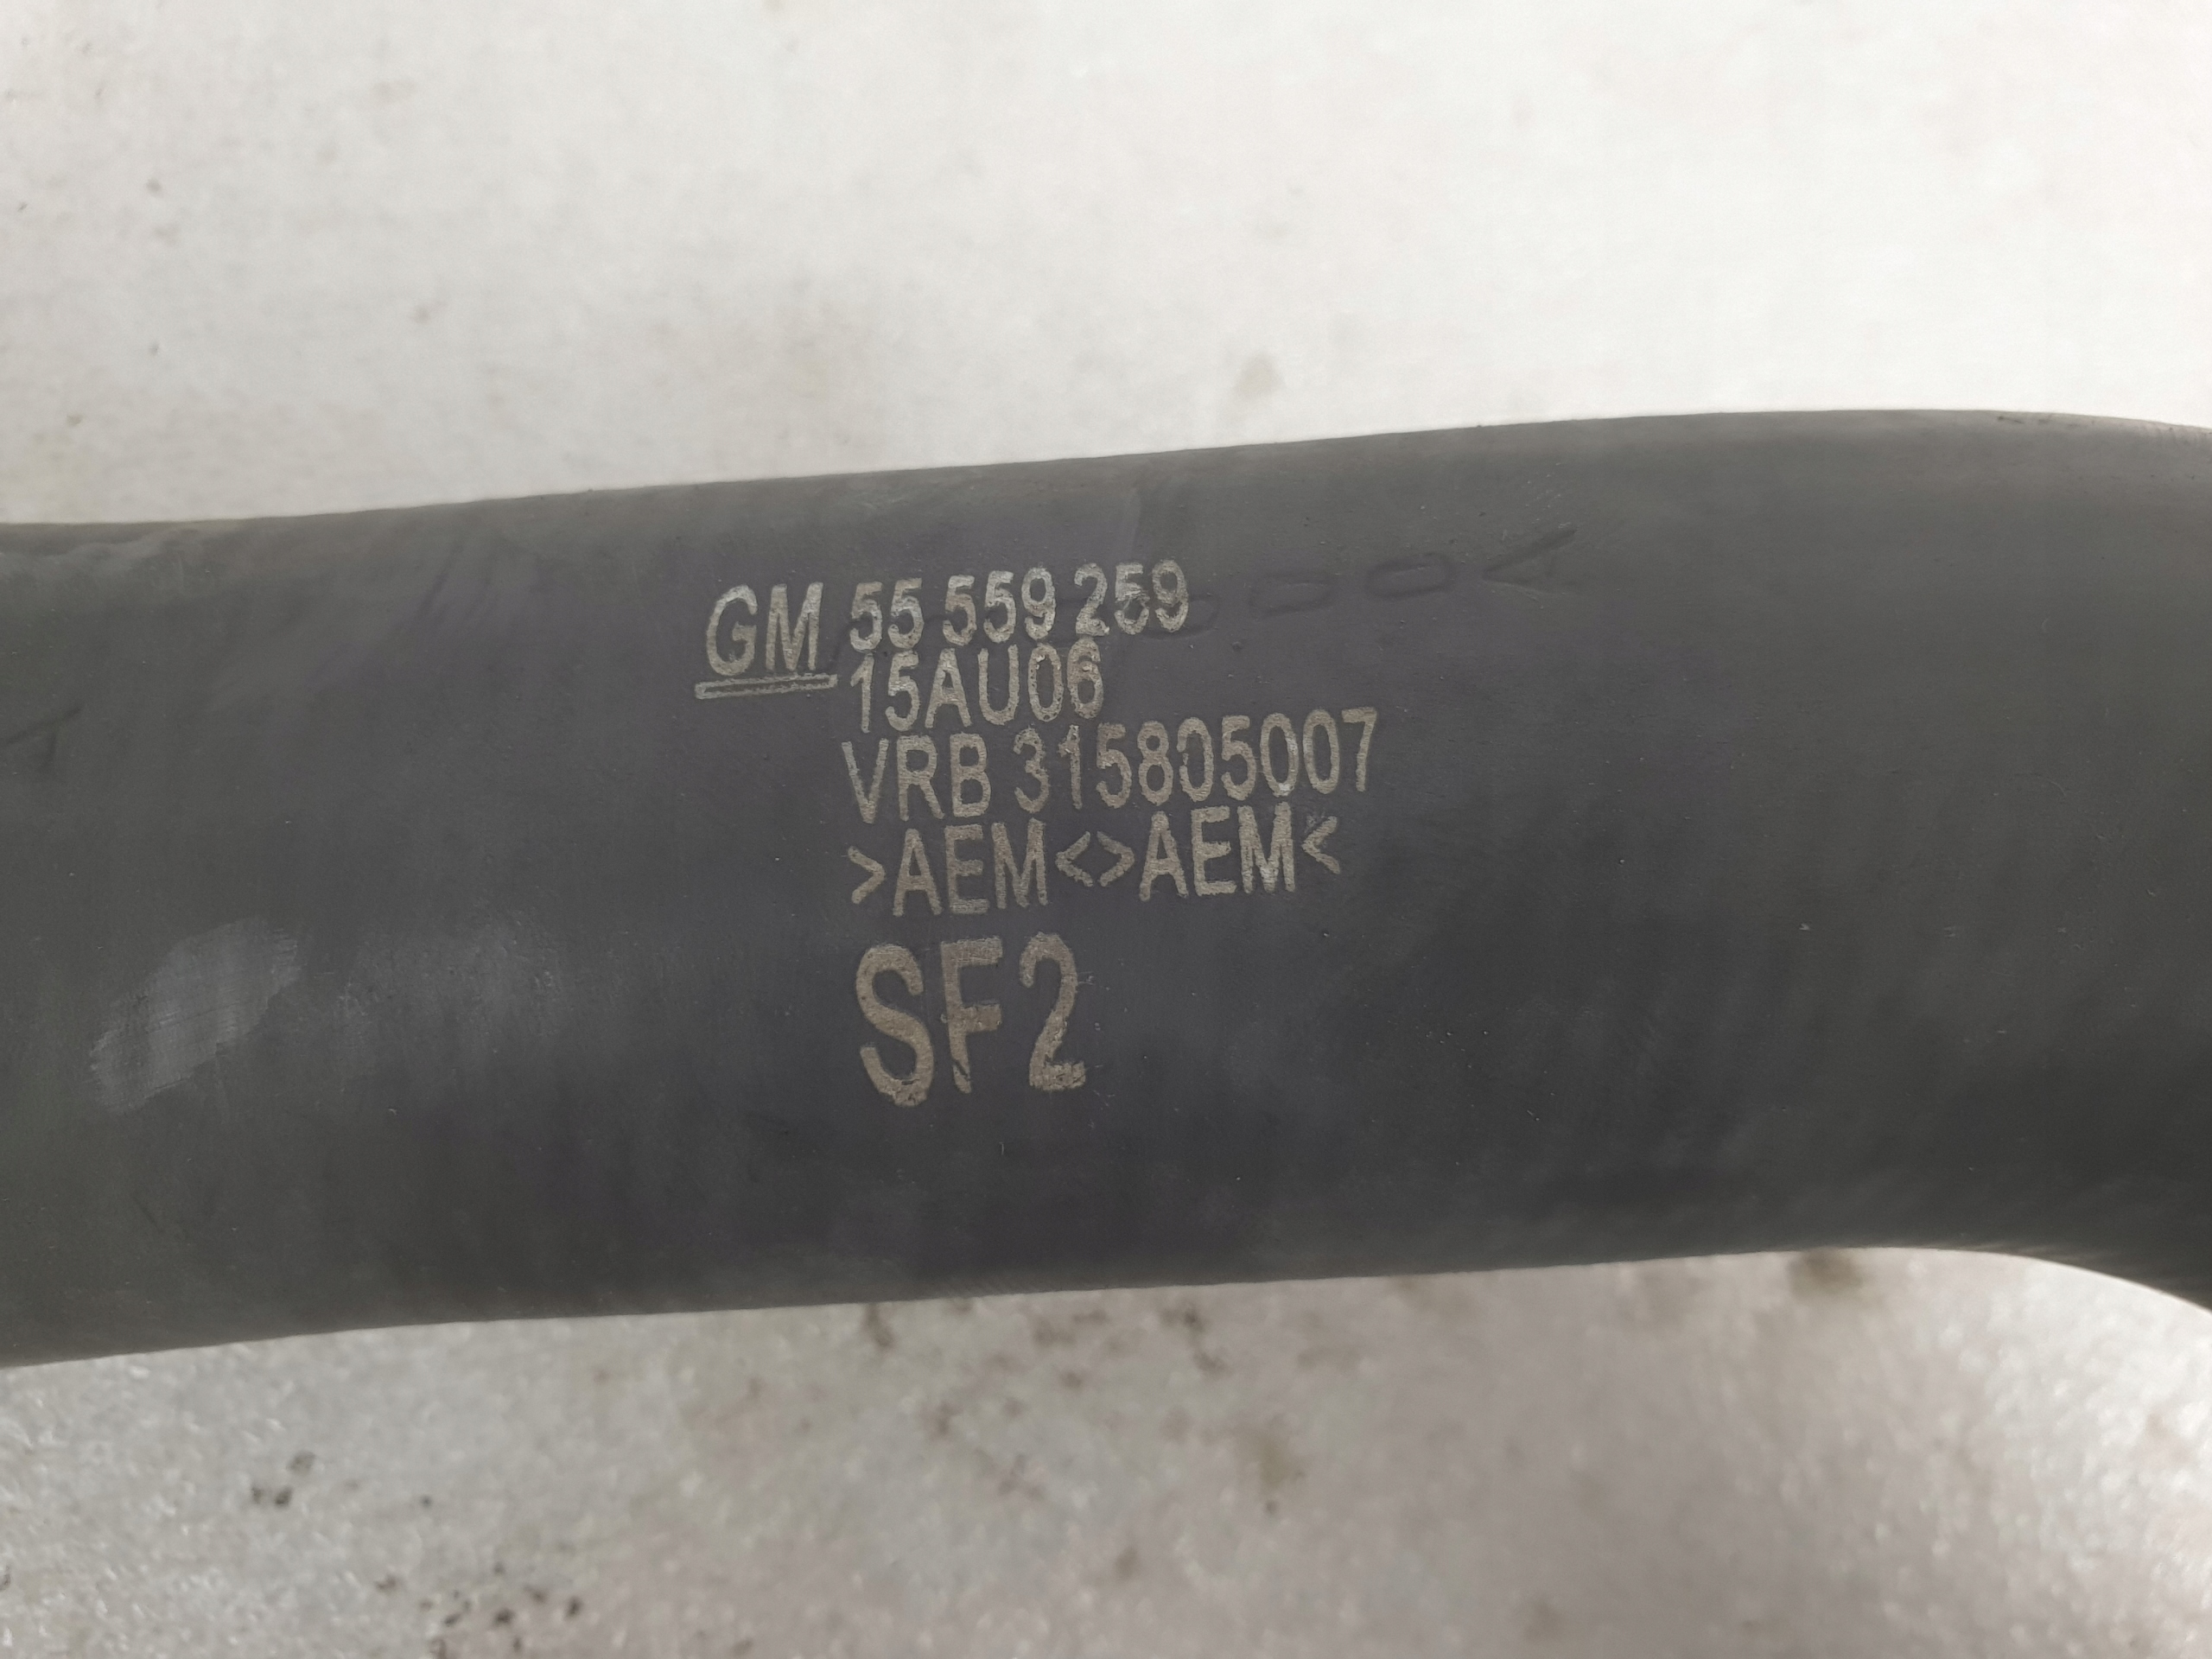 GM 55 559 259
15AU06
VRB 315805007
>AEM<>AEM<
SF2